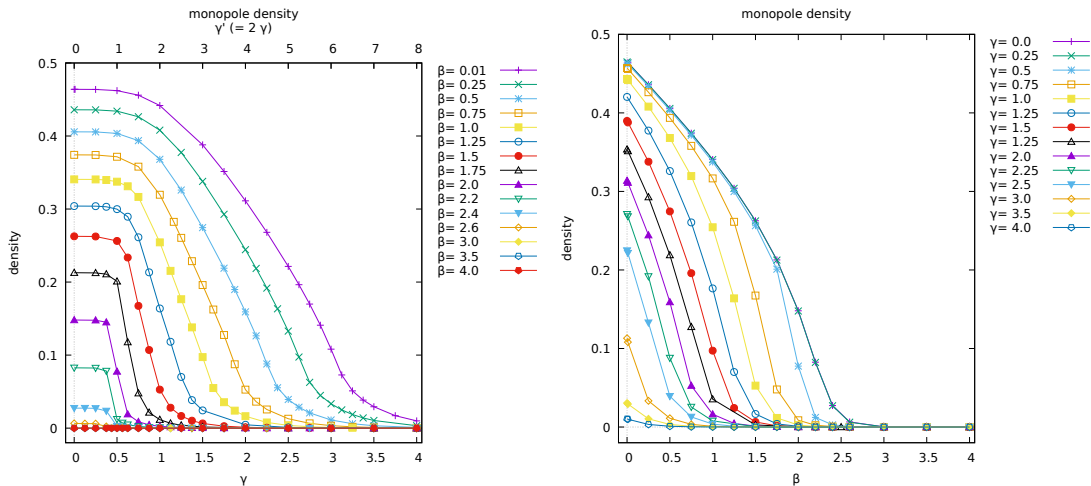 monopole density
γ' (= 2 γ)
0 1 2 3 4 5 6 7 8
0.5
0.4
0.3
0.2
0.1
0
density
0 0.5 1 1.5 2 2.5 3 3.5 4
γ
β= 0.01
β= 0.25
β= 0.5
β= 0.75
β= 1.0
β= 1.25
β= 1.5
β= 1.75
β= 2.0
β= 2.2
β= 2.4
β= 2.6
β= 3.0
β= 3.5
β= 4.0
monopole density
0.5
0.4
0.3
0.2
0.1
0
density
0 0.5 1 1.5 2 2.5 3 3.5 4
β
γ= 0.0
γ= 0.25
γ= 0.5
γ= 0.75
γ= 1.0
γ= 1.25
γ= 1.5
γ= 1.25
γ= 2.0
γ= 2.25
γ= 2.5
γ= 3.0
γ= 3.5
γ= 4.0